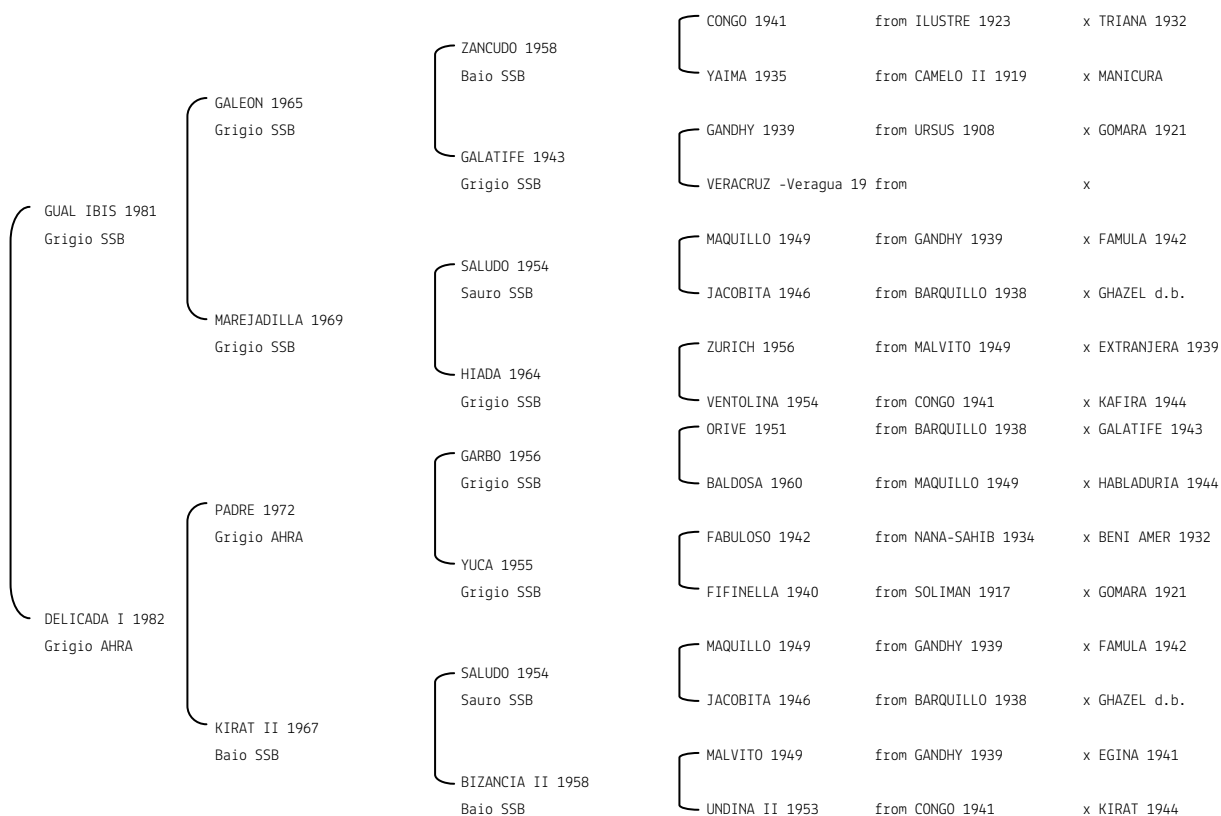 CONGO 1941 from ILUSTRE 1923 x TRIANA 1932
ZANCUDO 1958
Baio SSB
YAIMA 1935 from CAMELO II 1919 x MANICURA
GALEON 1965
Grigio SSB
GANDHY 1939 from URSUS 1908 x GOMARA 1921
GALATIFE 1943
Grigio SSB
VERACRUZ -Veragua 19 from x
GUAL IBIS 1981
Grigio SSB
MAQUILLO 1949 from GANDHY 1939 x FAMULA 1942
SALUDO 1954
Sauro SSB
JACOBITA 1946 from BARQUILLO 1938 x GHAZEL d.b.
MAREJADILLA 1969
Grigio SSB
ZURICH 1956 from MALVITO 1949 x EXTRANJERA 1939
HIADA 1964
Grigio SSB
VENTOLINA 1954 from CONGO 1941 x KAFIRA 1944
ORIVE 1951 from BARQUILLO 1938 x GALATIFE 1943
GARBO 1956
Grigio SSB
BALDOSA 1960 from MAQUILLO 1949 x HABLADURIA 1944
PADRE 1972
Grigio AHRA
FABULOSO 1942 from NANA-SAHIB 1934 x BENI AMER 1932
YUCA 1955
Grigio SSB
FIFINELLA 1940 from SOLIMAN 1917 x GOMARA 1921
DELICADA I 1982
Grigio AHRA
MAQUILLO 1949 from GANDHY 1939 x FAMULA 1942
SALUDO 1954
Sauro SSB
JACOBITA 1946 from BARQUILLO 1938 x GHAZEL d.b.
KIRAT II 1967
Baio SSB
MALVITO 1949 from GANDHY 1939 x EGINA 1941
BIZANCIA II 1958
Baio SSB
UNDINA II 1953 from CONGO 1941 x KIRAT 1944